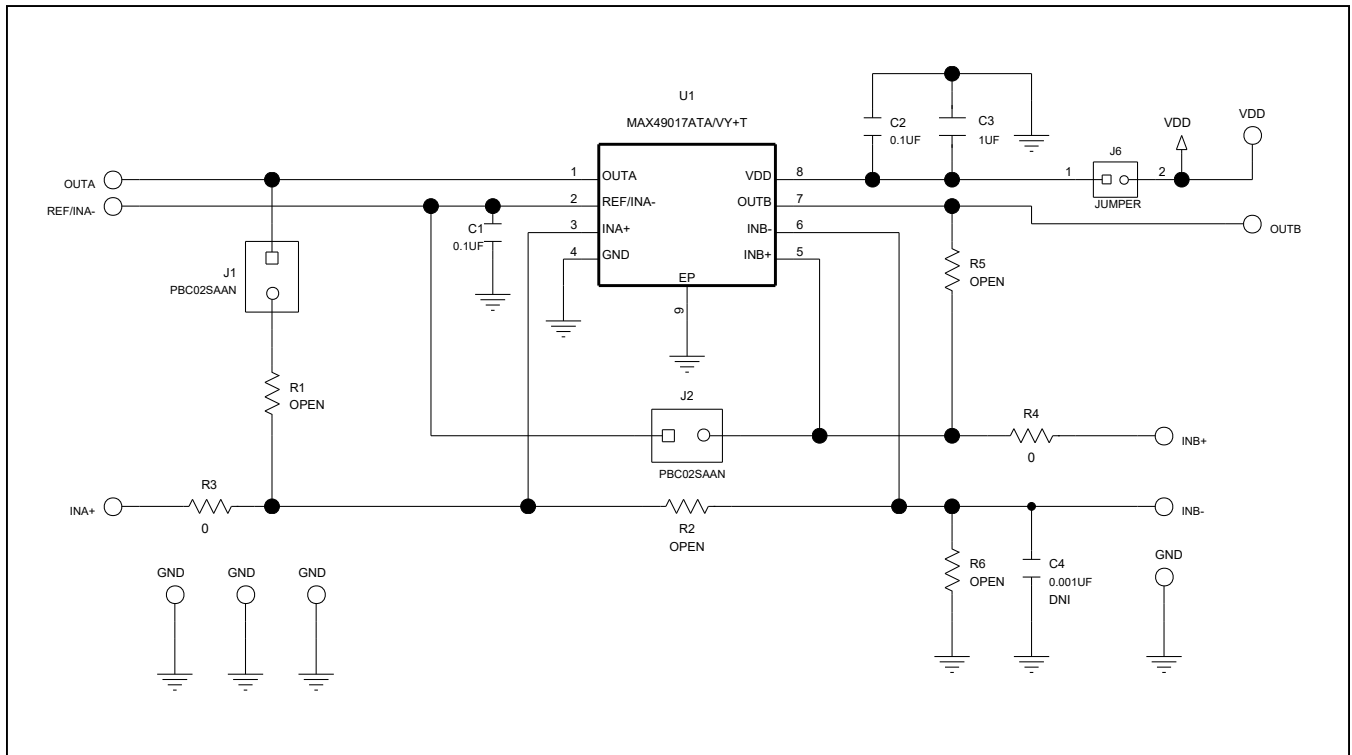 U1
MAX49017ATA/VY+T
C2
0.1UF
C3
1UF
VDD
VDD
J6
1
2
JUMPER
OUTA
REF/INA-
1
OUTA
2
REF/INA-
3
INA+
4
GND
VDD
8
OUTB
7
INB-
6
INB+
5
EP
9
C1
0.1UF
OUTB
J1
PBC02SAAN
R5
OPEN
R1
OPEN
J2
PBC02SAAN
R4
0
INB+
INA+
R3
0
R2
OPEN
INB-
R6
OPEN
C4
0.001UF
DNI
GND
GND
GND
GND